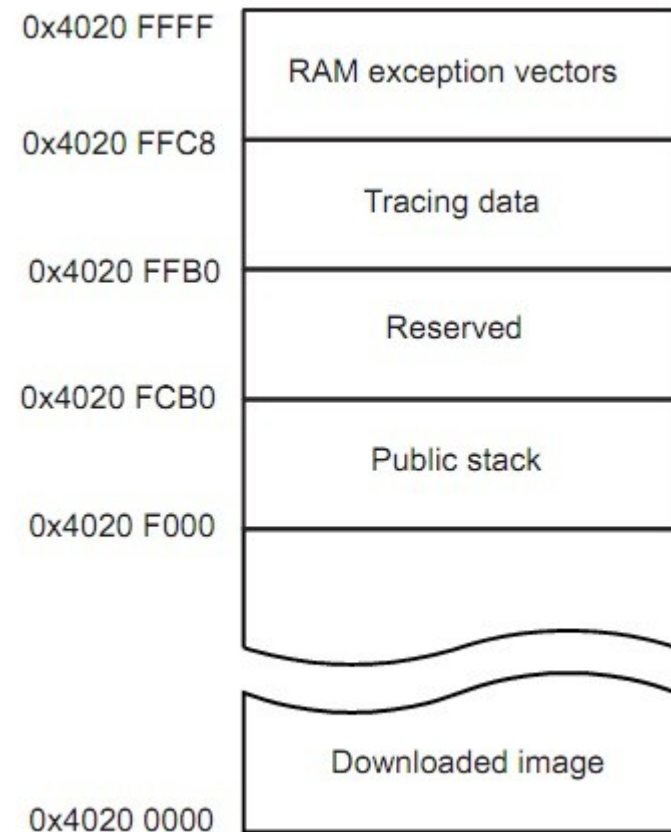 0x4020 FFFF
RAM exception vectors
0x4020 FFC8
Tracing data
0x4020 FFB0
Reserved
0x4020 FCB0
Public stack
0x4020 F000
Downloaded image
0x4020 0000